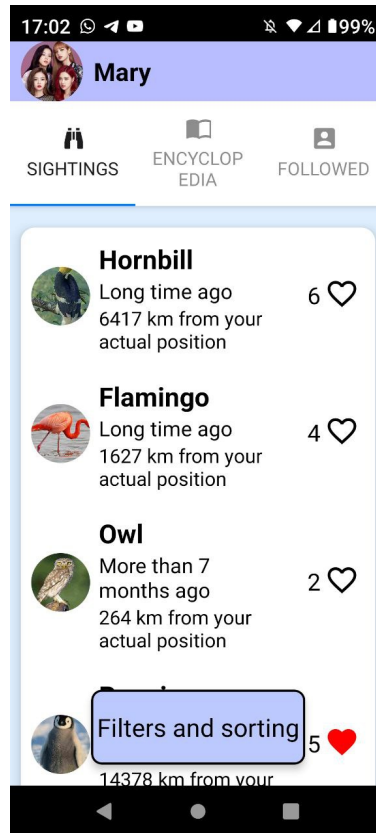 17:02 99%
Mary
SIGHTINGS
ENCYCLOP
EDIA
FOLLOWED
Hornbill
Long time ago
6417 km from your
actual position
6
Flamingo
Long time ago
1627 km from your
actual position
4
Owl
More than 7
months ago
264 km from your
actual position
2
Filters and sorting
5
14378 km from your